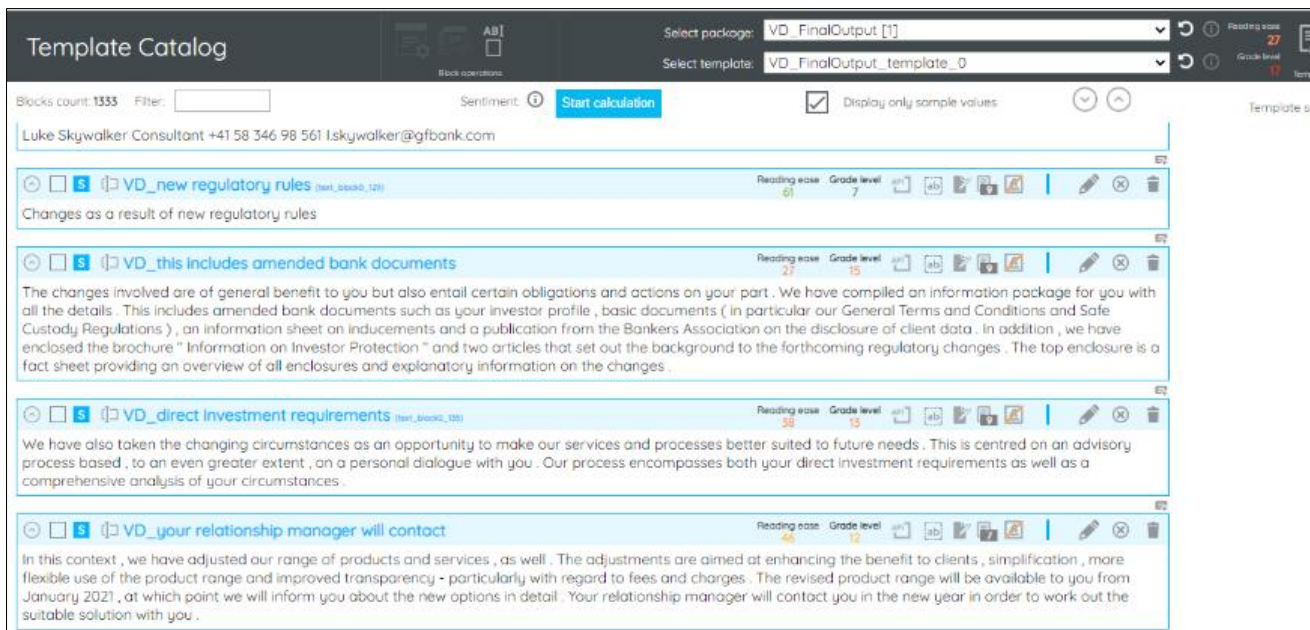 Template Catalog
ABI
Block operations
Select package: VD_FinalOutput [1]
Reading ease
27
Select template: VD_FinalOutput_template_0
Grade level
17
Blocks count: 1333 Filter:
Sentiment: Start calculation
Display only sample values
Template s
Luke Skywalker Consultant +41 58 346 98 561 l.skywalker@gfbank.com
S VD_new regulatory rules (text_block0_121) Reading ease 61 Grade level 7
Changes as a result of new regulatory rules
S VD_this includes amended bank documents Reading ease 27 Grade level 15
The changes involved are of general benefit to you but also entail certain obligations and actions on your part . We have compiled an information package for you with
all the details . This includes amended bank documents such as your investor profile , basic documents ( in particular our General Terms and Conditions and Safe
Custody Regulations ) , an information sheet on inducements and a publication from the Bankers Association on the disclosure of client data . In addition , we have
enclosed the brochure " Information on Investor Protection " and two articles that set out the background to the forthcoming regulatory changes . The top enclosure is a
fact sheet providing an overview of all enclosures and explanatory information on the changes .
S VD_direct investment requirements (text_block0_135) Reading ease 38 Grade level 13
We have also taken the changing circumstances as an opportunity to make our services and processes better suited to future needs . This is centred on an advisory
process based , to an even greater extent , on a personal dialogue with you . Our process encompasses both your direct investment requirements as well as a
comprehensive analysis of your circumstances .
S VD_your relationship manager will contact Reading ease 46 Grade level 12
In this context , we have adjusted our range of products and services , as well . The adjustments are aimed at enhancing the benefit to clients , simplification , more
flexible use of the product range and improved transparency - particularly with regard to fees and charges . The revised product range will be available to you from
January 2021 , at which point we will inform you about the new options in detail . Your relationship manager will contact you in the new year in order to work out the
suitable solution with you .